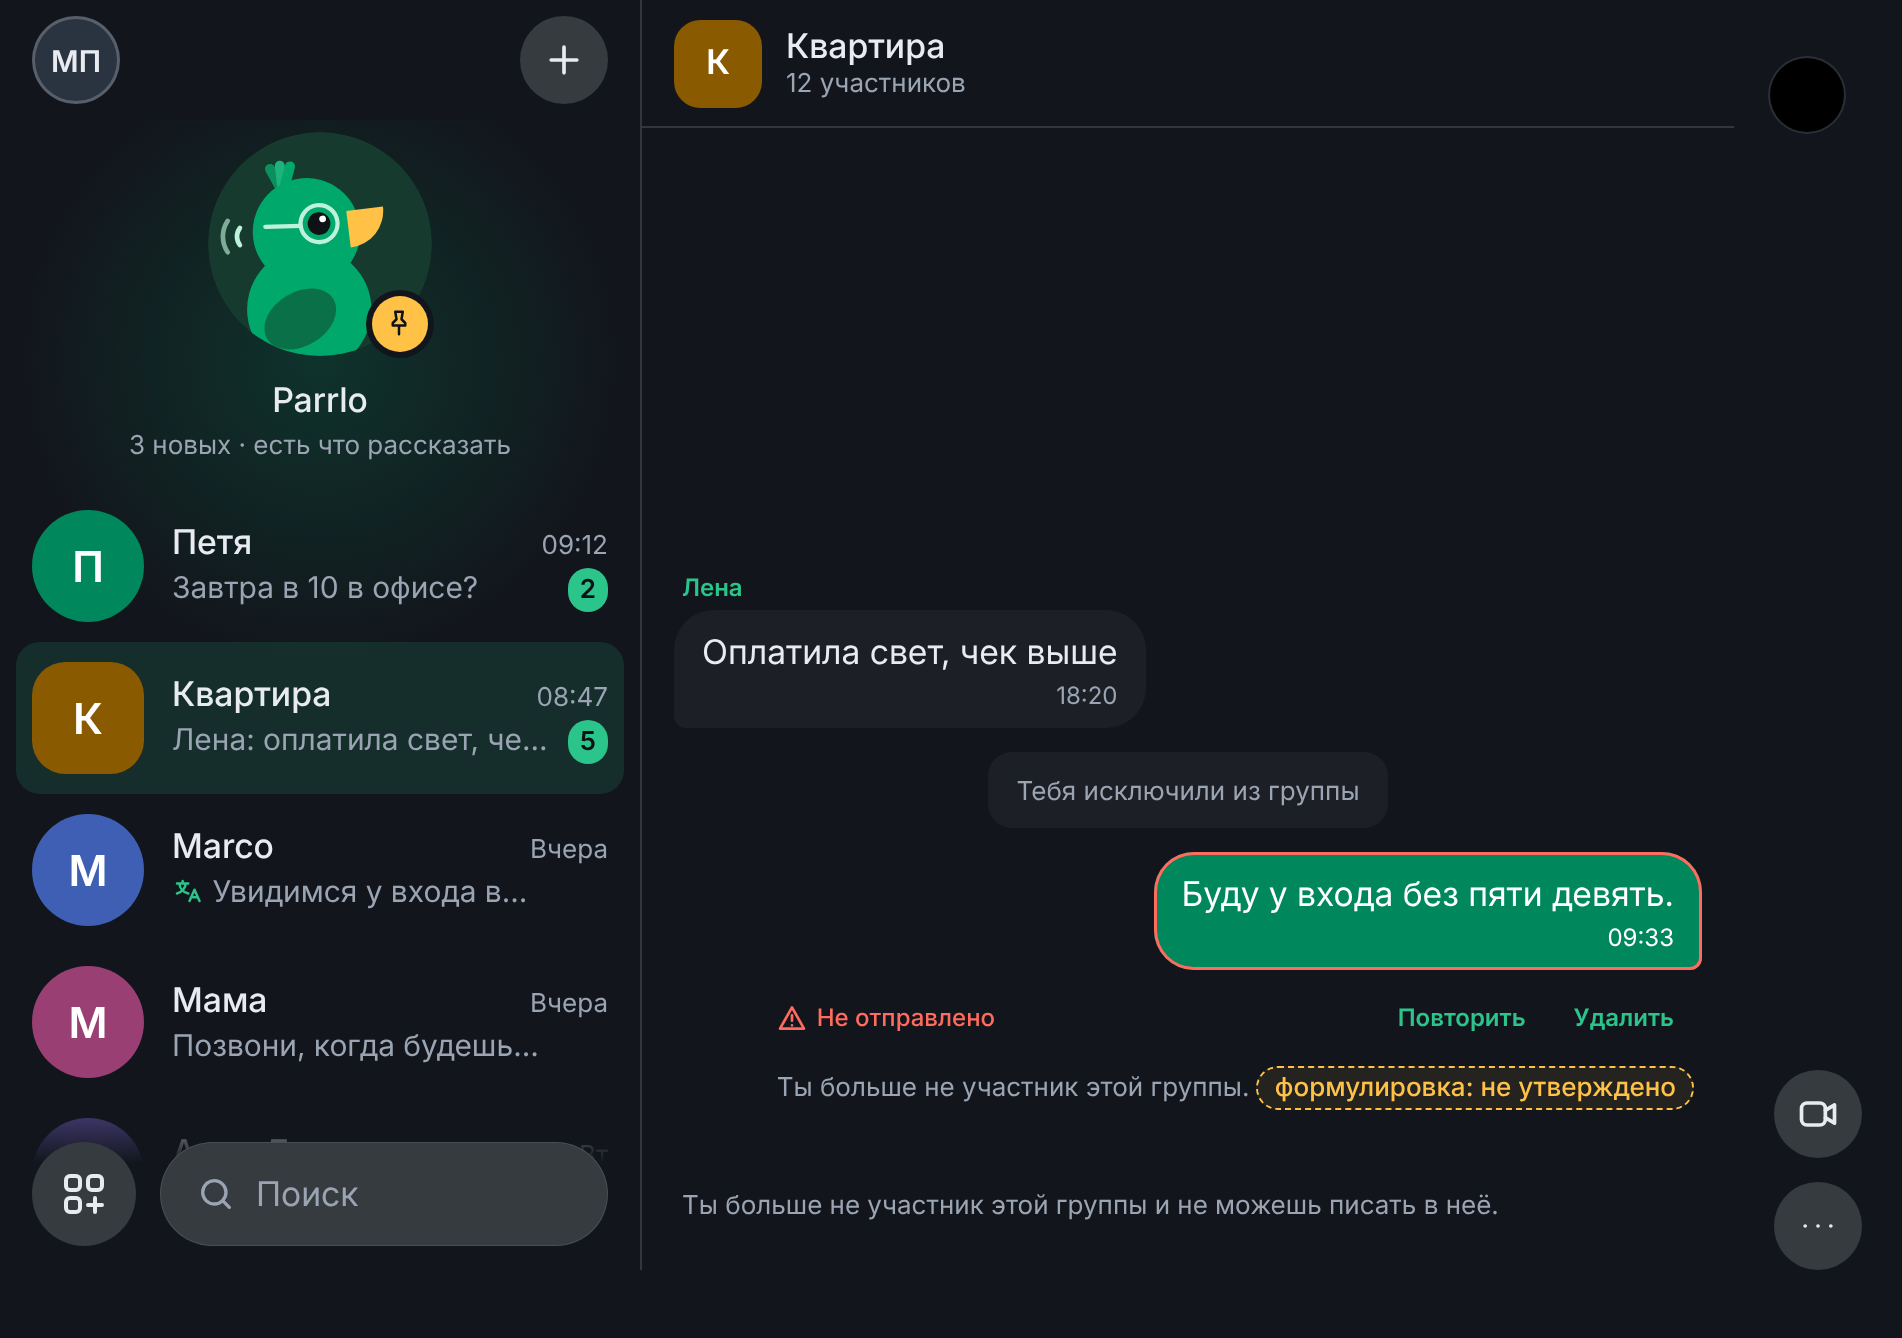 МП
Parrlo
3 новых · есть что рассказать
П
Петя
09:12
Завтра в 10 в офисе?
2
К
Квартира
08:47
Лена: оплатила свет, че...
5
M
Marco
Вчера
Увидимся у входа в...
М
Мама
Вчера
Позвони, когда будешь...
Вт
Поиск
К
Квартира
12 участников
Лена
Оплатила свет, чек выше
18:20
Тебя исключили из группы
Буду у входа без пяти девять.
09:33
Не отправлено
Повторить
Удалить
Ты больше не участник этой группы. формулировка: не утверждено
Ты больше не участник этой группы и не можешь писать в неё.